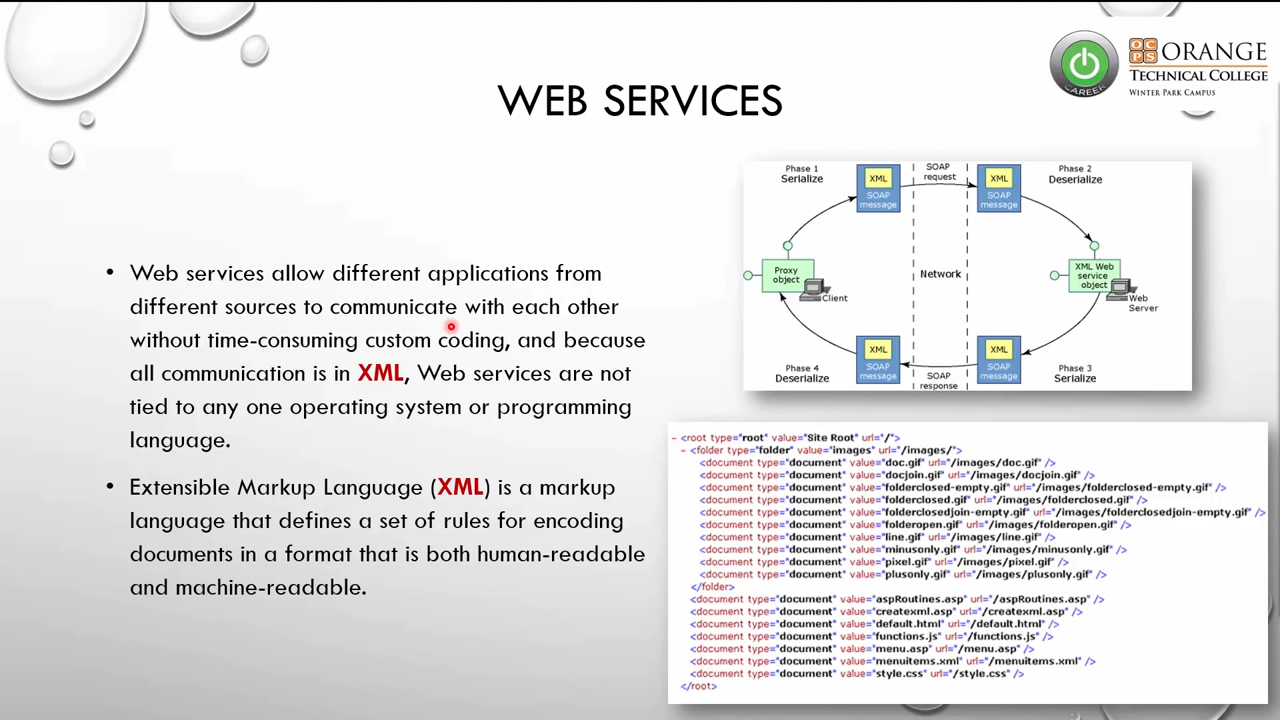 OCPS ORANGE
TECHNICAL COLLEGE
WINTER PARK CAMPUS
CAREER
WEB SERVICES
• Web services allow different applications from
different sources to communicate with each other
without time-consuming custom coding, and because
all communication is in XML, Web services are not
tied to any one operating system or programming
language.
• Extensible Markup Language (XML) is a markup
language that defines a set of rules for encoding
documents in a format that is both human-readable
and machine-readable.
Phase 1
Serialize
XML
SOAP
message
SOAP
request
XML
SOAP
message
Phase 2
Deserialize
Proxy
object
Client
Network
XML Web
service
object
Web
Server
Phase 4
Deserialize
XML
SOAP
message
SOAP
response
XML
SOAP
message
Phase 3
Serialize
- <root type="root" value="Site Root" url="/">
- <folder type="folder" value="images" url="/images/">
<document type="document" value="doc.gif" url="/images/doc.gif" />
<document type="document" value="docjoin.gif" url="/images/docjoin.gif" />
<document type="document" value="folderclosed-empty.gif" url="/images/folderclosed-empty.gif" />
<document type="document" value="folderclosed.gif" url="/images/folderclosed.gif" />
<document type="document" value="folderclosedjoin-empty.gif" url="/images/folderclosedjoin-empty.gif" />
<document type="document" value="folderopen.gif" url="/images/folderopen.gif" />
<document type="document" value="line.gif" url="/images/line.gif" />
<document type="document" value="minusonly.gif" url="/images/minusonly.gif" />
<document type="document" value="pixel.gif" url="/images/pixel.gif" />
<document type="document" value="plusonly.gif" url="/images/plusonly.gif" />
</folder>
<document type="document" value="aspRoutines.asp" url="/aspRoutines.asp" />
<document type="document" value="createxml.asp" url="/createxml.asp" />
<document type="document" value="default.html" url="/default.html" />
<document type="document" value="functions.js" url="/functions.js" />
<document type="document" value="menu.asp" url="/menu.asp" />
<document type="document" value="menuitems.xml" url="/menuitems.xml" />
<document type="document" value="style.css" url="/style.css" />
</root>